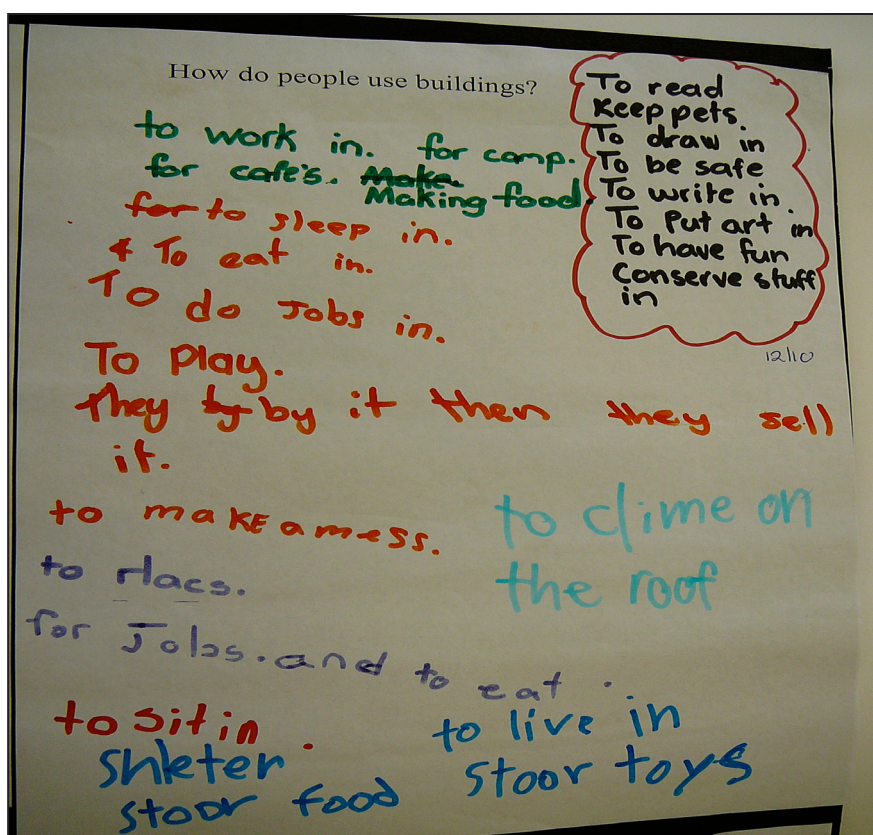 How do people use buildings?
to work in. for camp.
for cafe's. Make
Making food.
for to sleep in.
& To eat in.
To do Jobs in.
To Play.
They by by it then they sell
it.
to makE a mess.
to rlacs.
for Jobs. and to eat.
to sit in.
shleter
stoor food
To read
Keep pets.
To draw in
To be safe
To write in.
To Put art in
To have fun
Conserve stuff
in
12/10
to clime on
the roof
to live in
stoor toys